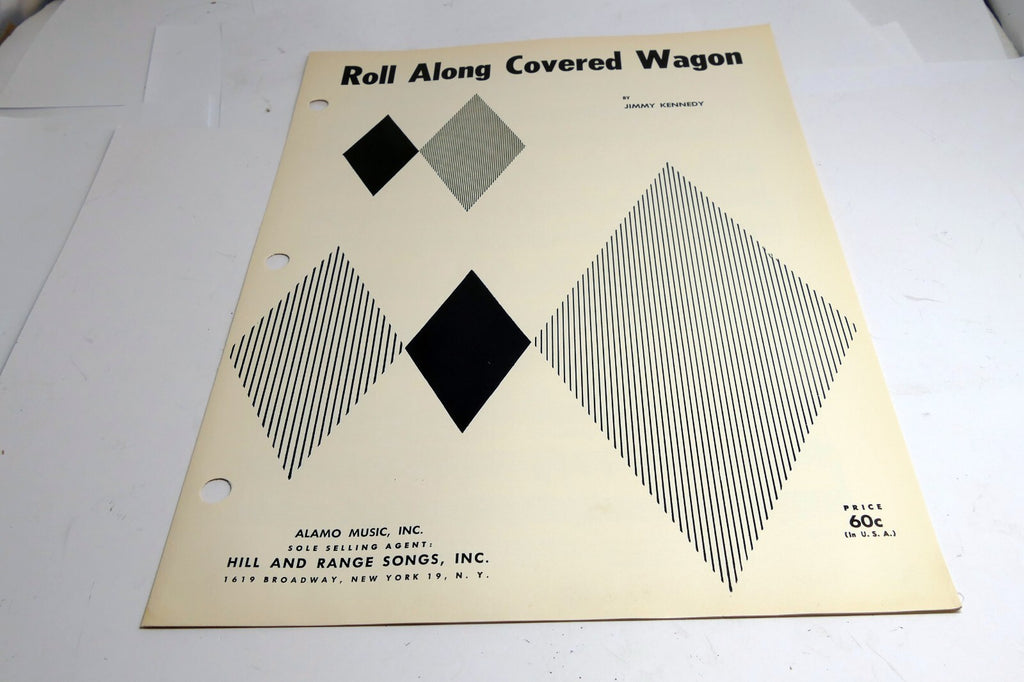 Roll Along Covered Wagon
BY
JIMMY KENNEDY
ALAMO MUSIC, INC.
SOLE SELLING AGENT:
HILL AND RANGE SONGS, INC.
1619 BROADWAY, NEW YORK 19, N. Y.
PRICE
60c
(In U. S. A.)